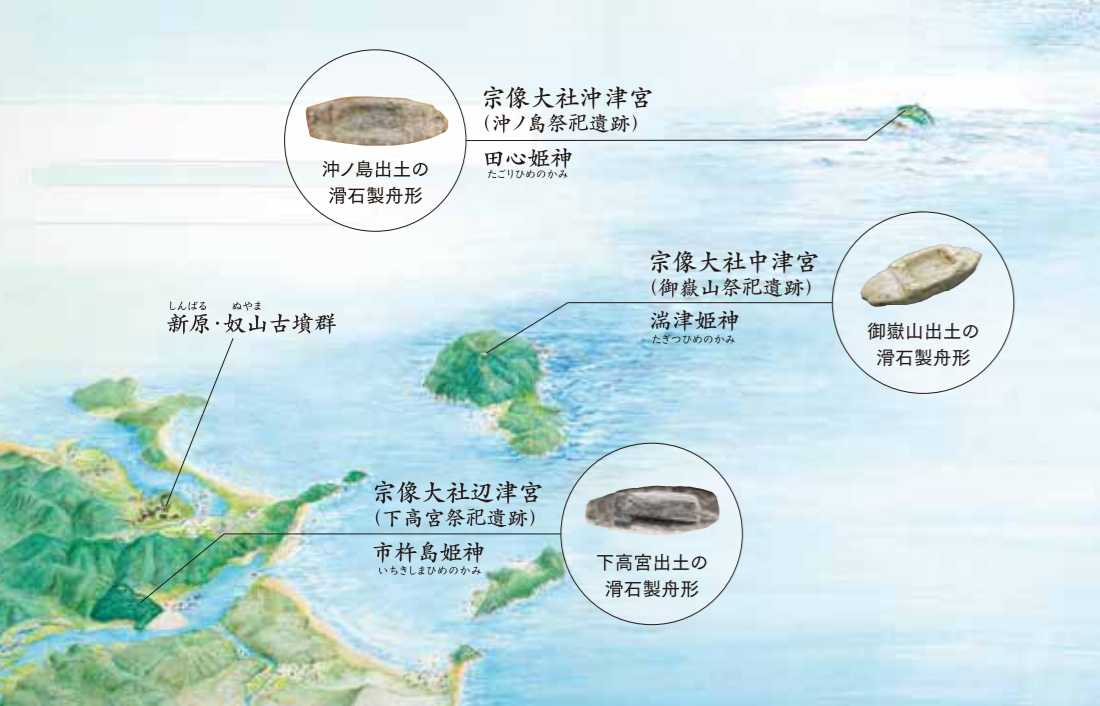 宗像大社沖津宮
(沖ノ島祭祀遺跡)
田心姫神
たごりひめのかみ
沖ノ島出土の
滑石製舟形
宗像大社中津宮
(御嶽山祭祀遺跡)
湍津姫神
たぎつひめのかみ
御嶽山出土の
滑石製舟形
しんばる ぬやま
新原・奴山古墳群
宗像大社辺津宮
(下高宮祭祀遺跡)
市杵島姫神
いちきしまひめのかみ
下高宮出土の
滑石製舟形